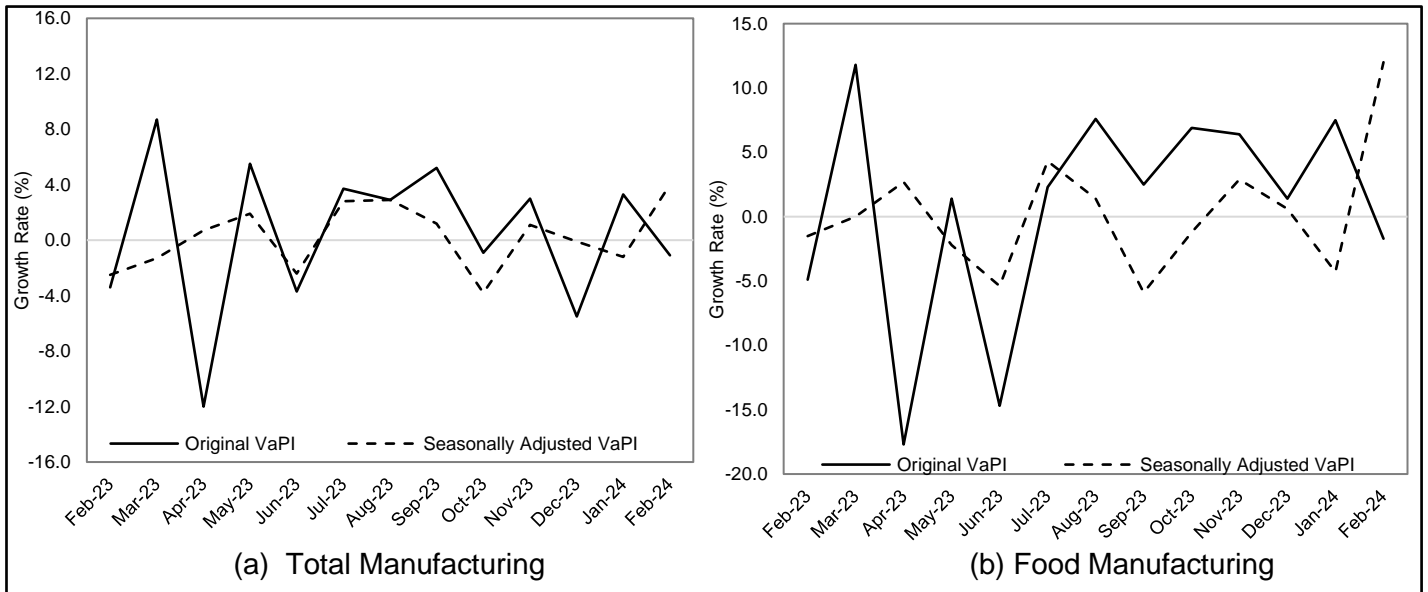 16.0
12.0
8.0
4.0
0.0
-4.0
-8.0
-12.0
-16.0
Growth Rate (%)
Original VaPI Seasonally Adjusted VaPI
Feb-23 Mar-23 Apr-23 May-23 Jun-23 Jul-23 Aug-23 Sep-23 Oct-23 Nov-23 Dec-23 Jan-24 Feb-24
(a) Total Manufacturing
15.0
10.0
5.0
0.0
-5.0
-10.0
-15.0
-20.0
Growth Rate (%)
Original VaPI Seasonally Adjusted VaPI
Feb-23 Mar-23 Apr-23 May-23 Jun-23 Jul-23 Aug-23 Sep-23 Oct-23 Nov-23 Dec-23 Jan-24 Feb-24
(b) Food Manufacturing